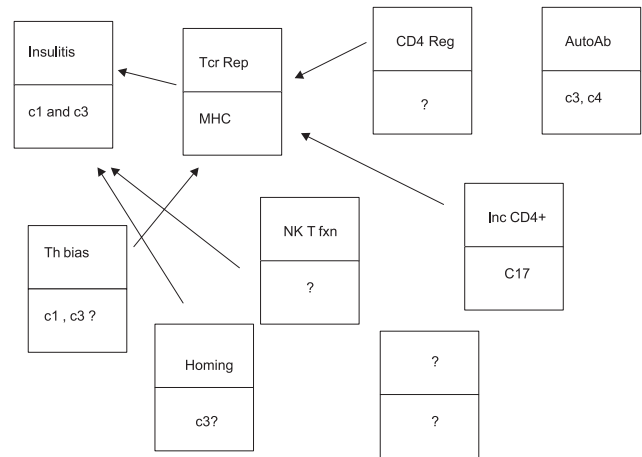 Insulitis
c1 and c3
Tcr Rep
MHC
CD4 Reg
?
AutoAb
c3, c4
Th bias
c1 , c3 ?
NK T fxn
?
Inc CD4+
C17
Homing
c3?
?
?